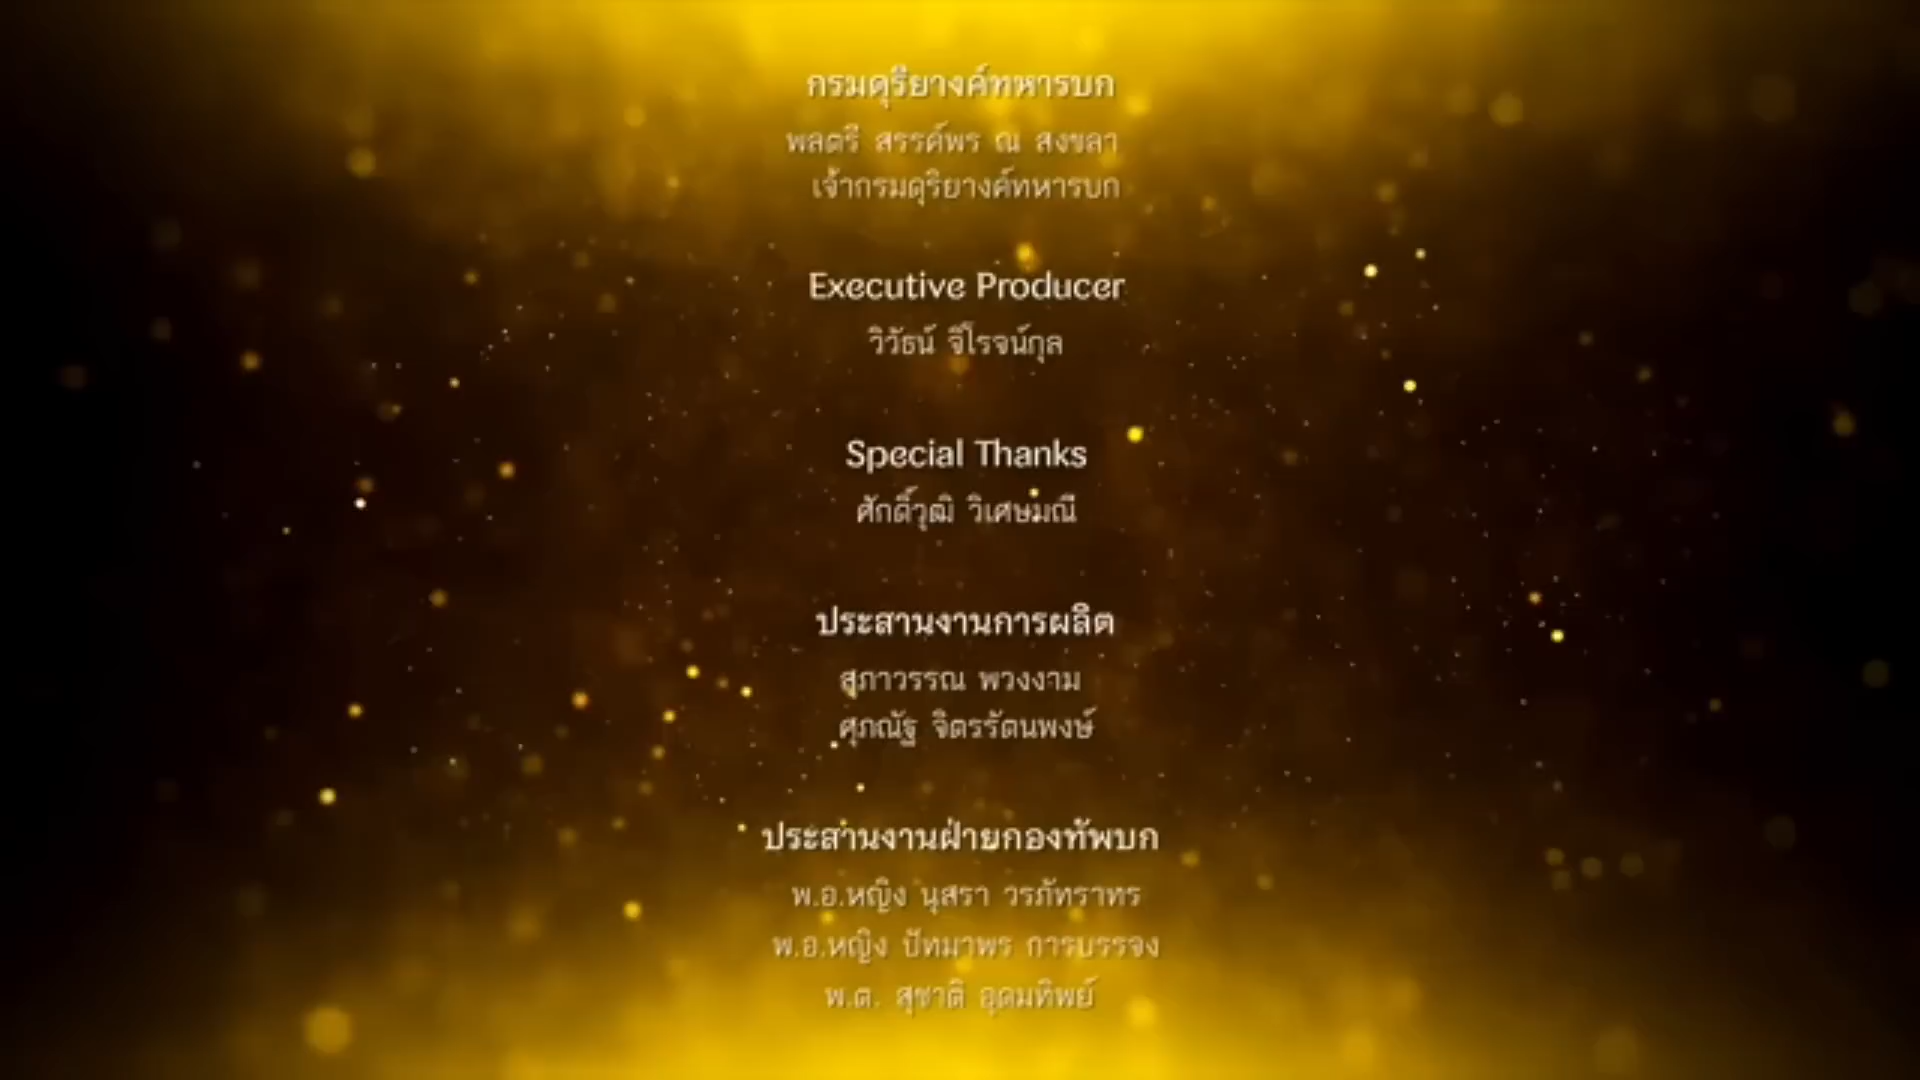 กรมดุริยางค์ทหารบก
พลตรี สรรค์พร ณ สงขลา
เจ้ากรมดุริยางค์ทหารบก
Executive Producer
วิวัธน์ จิโรจน์กุล
Special Thanks
ศักดิ์วุฒิ วิเศษมณี
ประสานงานการผลิต
สุภาวรรณ พวงงาม
ศุภณัฐ จิตรรัตนพงษ์
ประสานงานฝ่ายกองทัพบก
พ.อ.หญิง นุสรา วรภัทราทร
พ.อ.หญิง ปัทมาพร การบรรจง
พ.ต. สุชาติ อุดมทิพย์